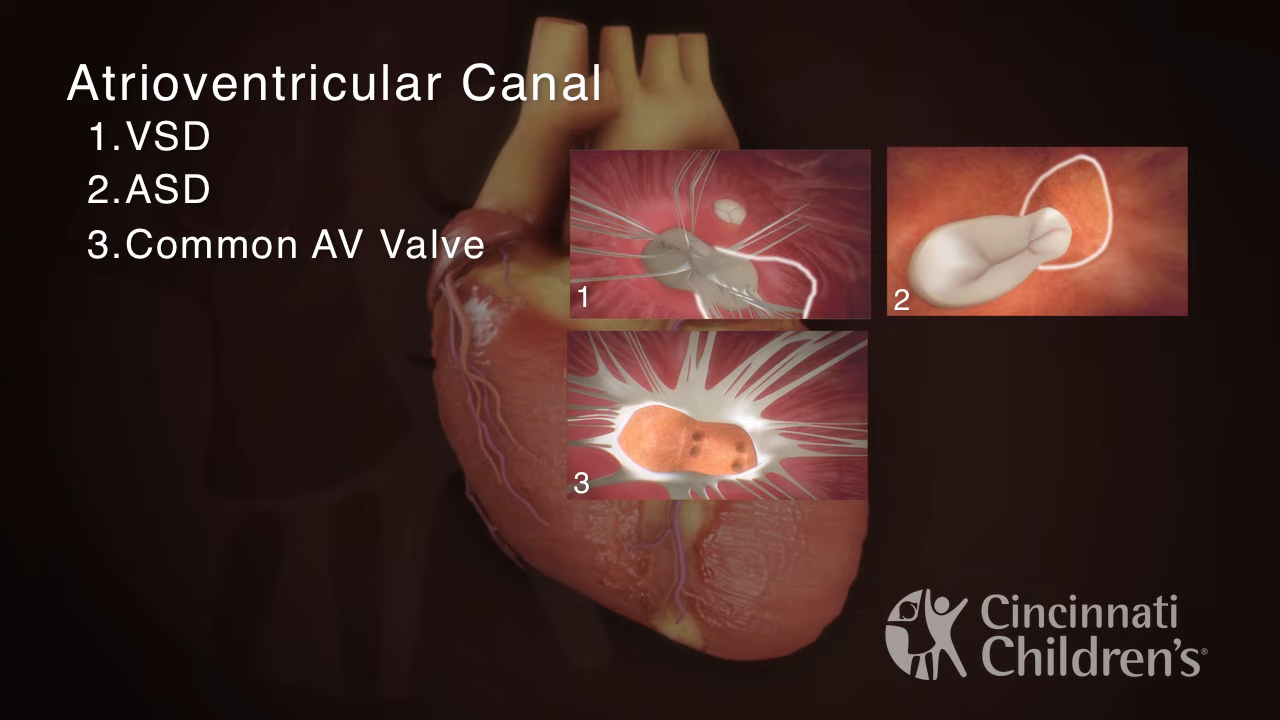 Atrioventricular Canal
1.VSD
2.ASD
3.Common AV Valve
1
2
3
Cincinnati
Children's®